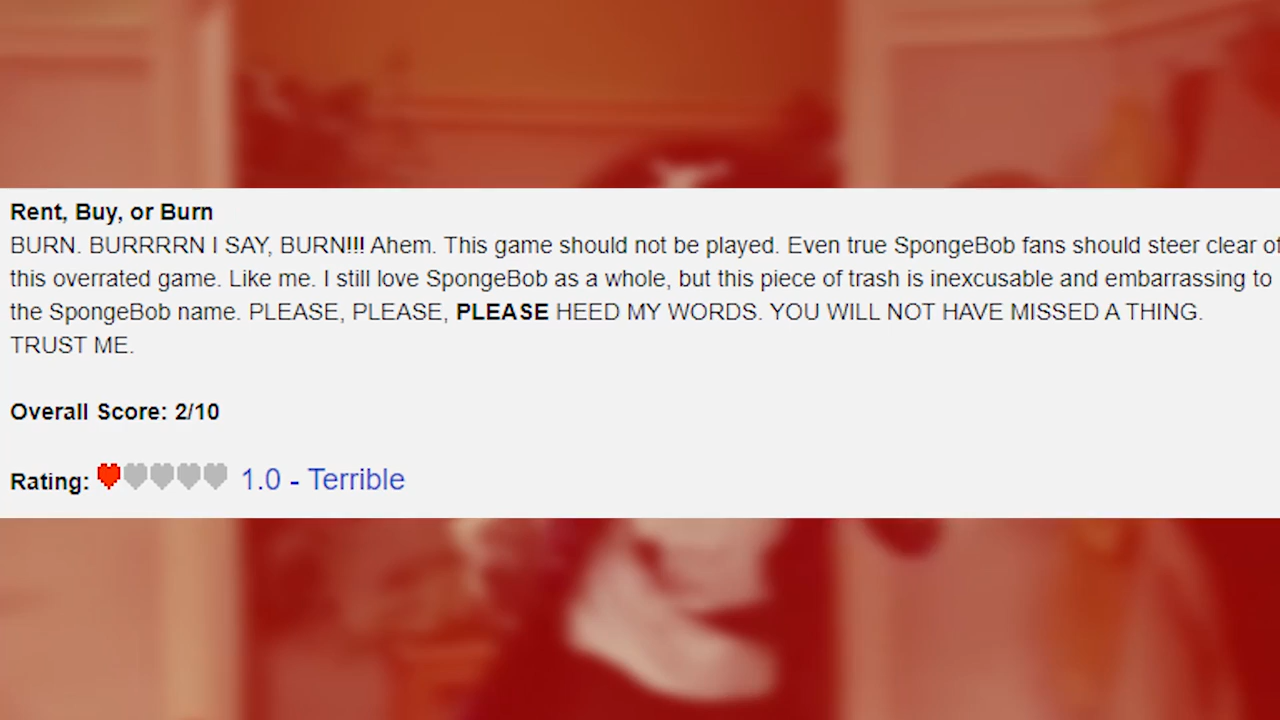 Rent, Buy, or Burn
BURN. BURRRRN I SAY, BURN!!! Ahem. This game should not be played. Even true SpongeBob fans should steer clear of
this overrated game. Like me. I still love SpongeBob as a whole, but this piece of trash is inexcusable and embarrassing to
the SpongeBob name. PLEASE, PLEASE, PLEASE HEED MY WORDS. YOU WILL NOT HAVE MISSED A THING.
TRUST ME.
Overall Score: 2/10
Rating: 1.0 - Terrible